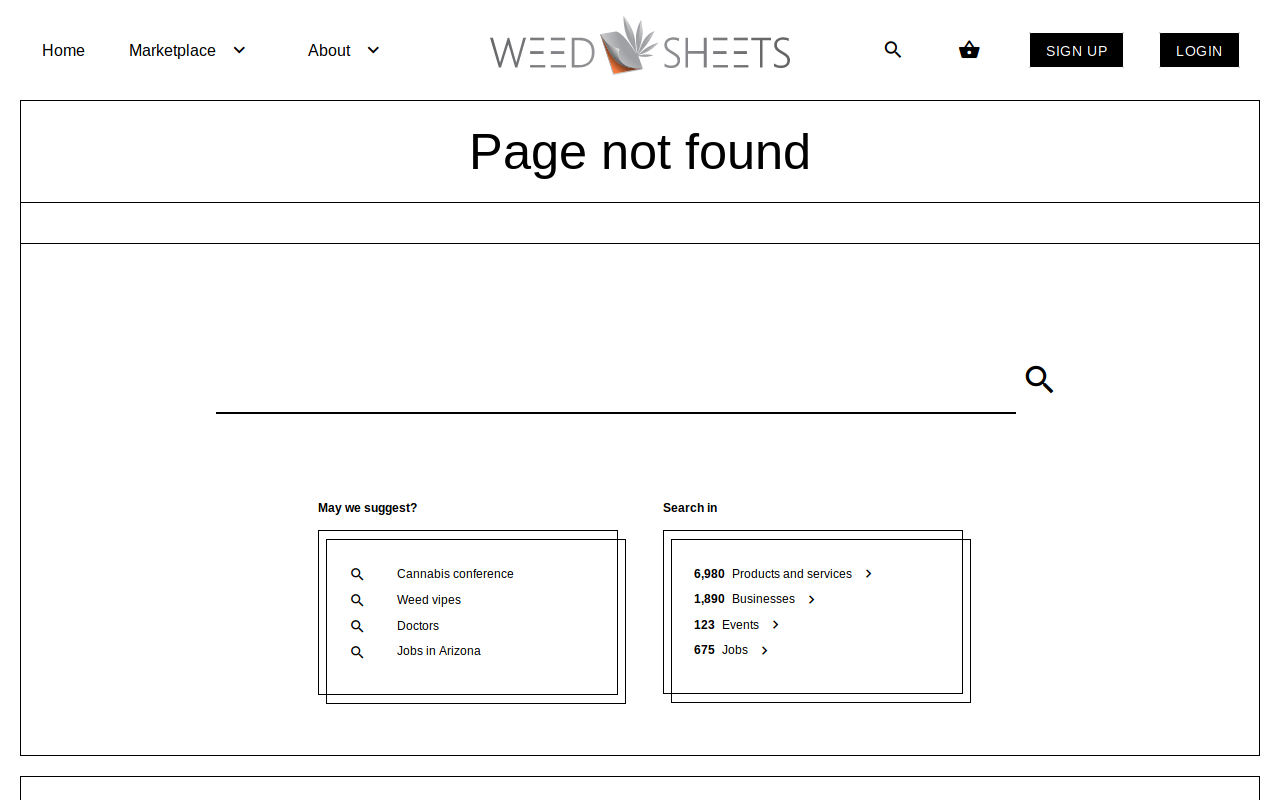 Home Marketplace About WEED SHEETS SIGN UP LOGIN
Page not found
May we suggest?
Cannabis conference
Weed vipes
Doctors
Jobs in Arizona
Search in
6,980 Products and services
1,890 Businesses
123 Events
675 Jobs